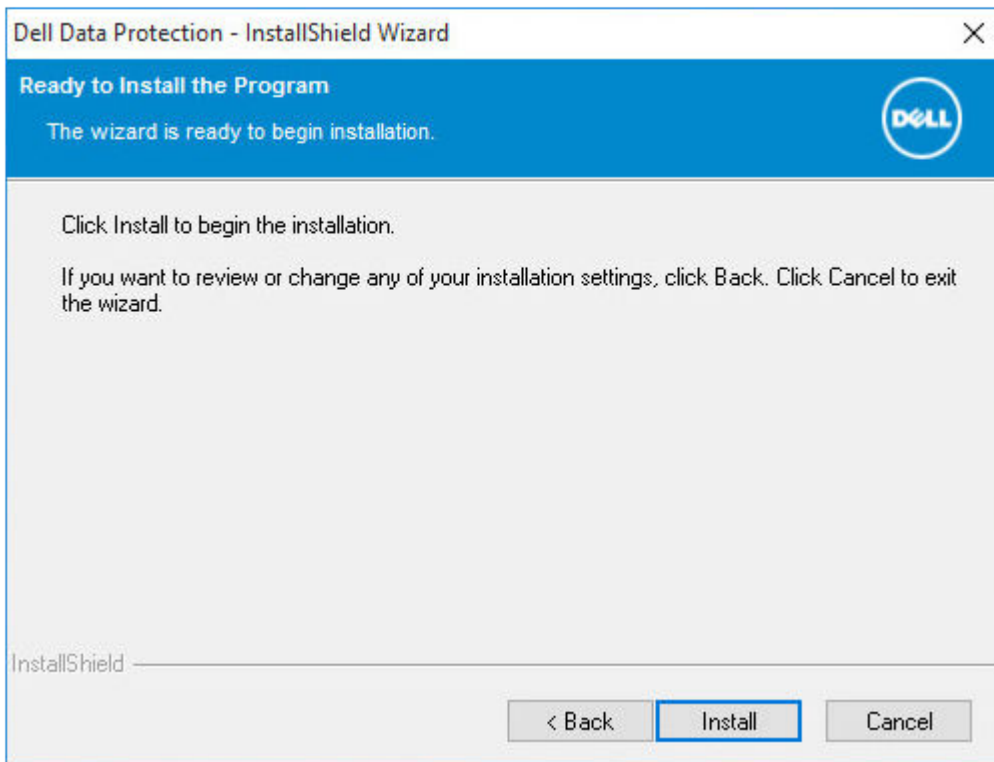 Dell Data Protection - InstallShield Wizard
Ready to Install the Program
The wizard is ready to begin installation.
DELL
Click Install to begin the installation.
If you want to review or change any of your installation settings, click Back. Click Cancel to exit
the wizard.
InstallShield
< Back
Install
Cancel